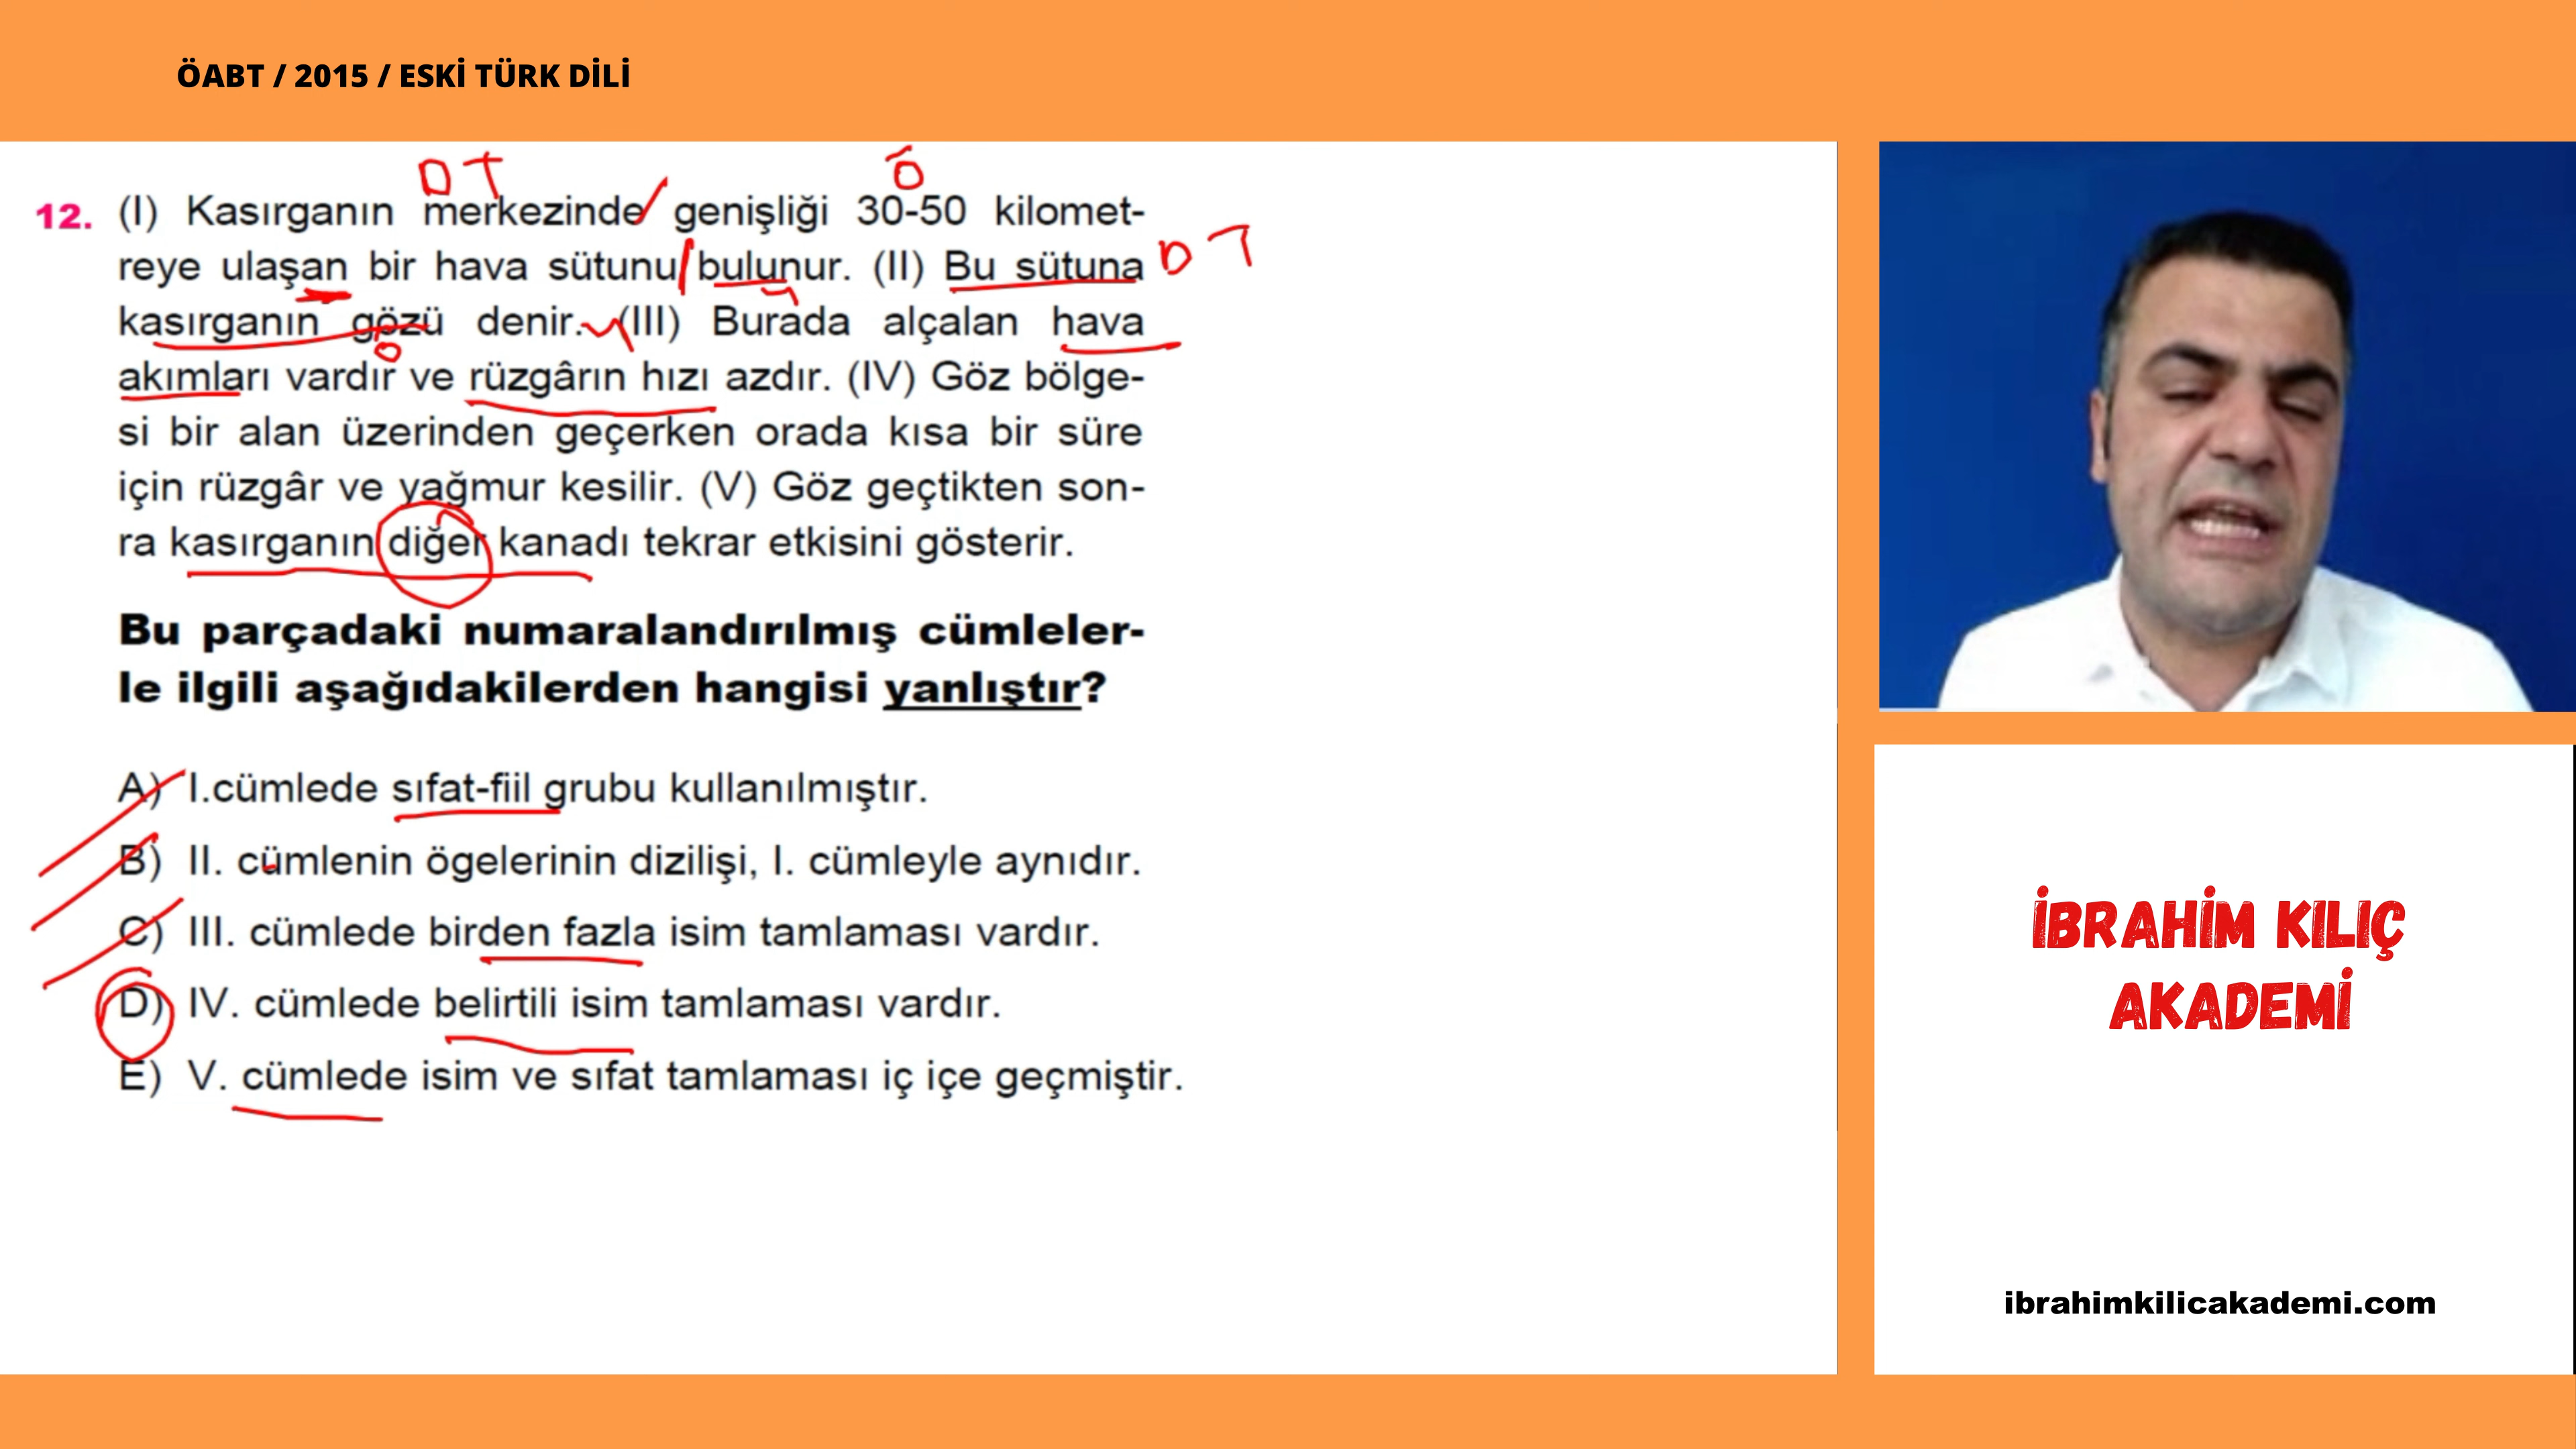 ÖABT / 2015 / ESKİ TÜRK DİLİ
DT
Ö
12. (I) Kasırganın merkezinde genişliği 30-50 kilomet-
reye ulaşan bir hava sütunu bulunur. (II) Bu sütuna
DT
kasırganın gözü denir. (III) Burada alçalan hava
Ö
akımları vardır ve rüzgârın hızı azdır. (IV) Göz bölge-
si bir alan üzerinden geçerken orada kısa bir süre
için rüzgâr ve yağmur kesilir. (V) Göz geçtikten son-
ra kasırganın diğer kanadı tekrar etkisini gösterir.
Bu parçadaki numaralandırılmış cümleler-
le ilgili aşağıdakilerden hangisi yanlıştır?
A) I.cümlede sıfat-fiil grubu kullanılmıştır.
B) II. cümlenin ögelerinin dizilişi, I. cümleyle aynıdır.
C) III. cümlede birden fazla isim tamlaması vardır.
D) IV. cümlede belirtili isim tamlaması vardır.
E) V. cümlede isim ve sıfat tamlaması iç içe geçmiştir.
İBRAHİM KILIÇ
AKADEMİ
ibrahimkilicakademi.com